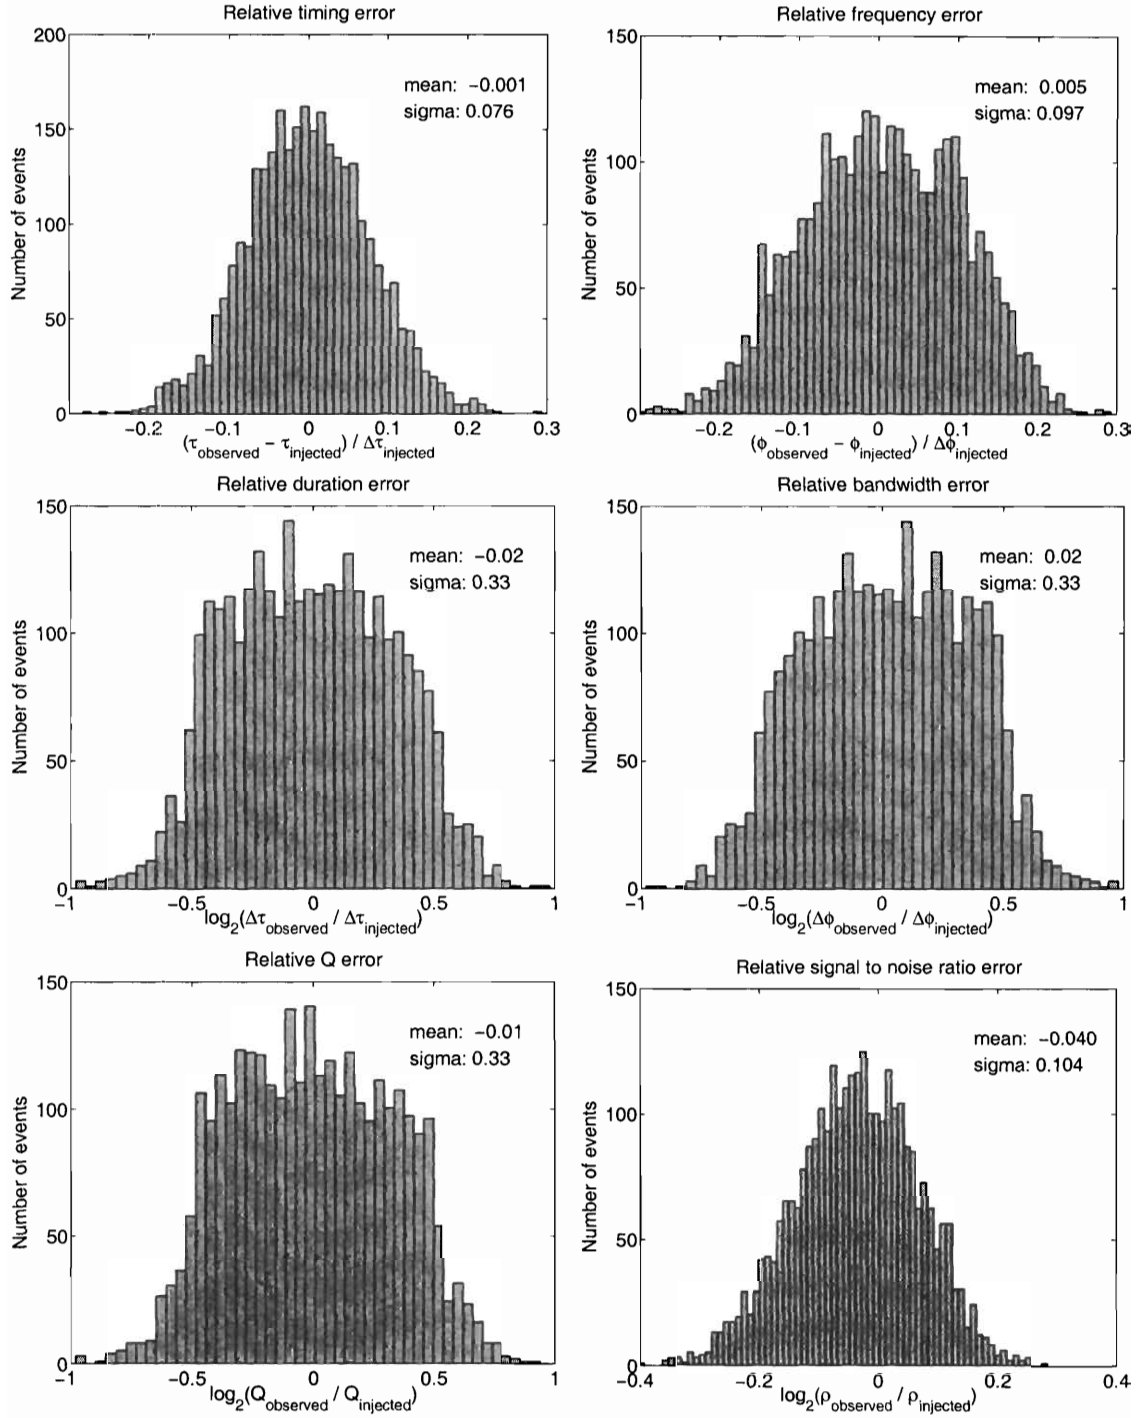 Relative timing error
200
150
100
50
0
Number of events
mean: −0.001
sigma: 0.076
−0.2 −0.1 0 0.1 0.2 0.3
(τobserved − τinjected) / Δτinjected
Relative frequency error
150
100
50
0
Number of events
mean: 0.005
sigma: 0.097
−0.2 −0.1 0 0.1 0.2 0.3
(ϕobserved − ϕinjected) / Δϕinjected
Relative duration error
150
100
50
0
Number of events
mean: −0.02
sigma: 0.33
−1 −0.5 0 0.5 1
log2(Δτobserved / Δτinjected)
Relative bandwidth error
150
100
50
0
Number of events
mean: 0.02
sigma: 0.33
−1 −0.5 0 0.5 1
log2(Δϕobserved / Δϕinjected)
Relative Q error
150
100
50
0
Number of events
mean: −0.01
sigma: 0.33
−1 −0.5 0 0.5 1
log2(Qobserved / Qinjected)
Relative signal to noise ratio error
150
100
50
0
Number of events
mean: −0.040
sigma: 0.104
−0.4 −0.2 0 0.2 0.4
log2(ρobserved / ρinjected)